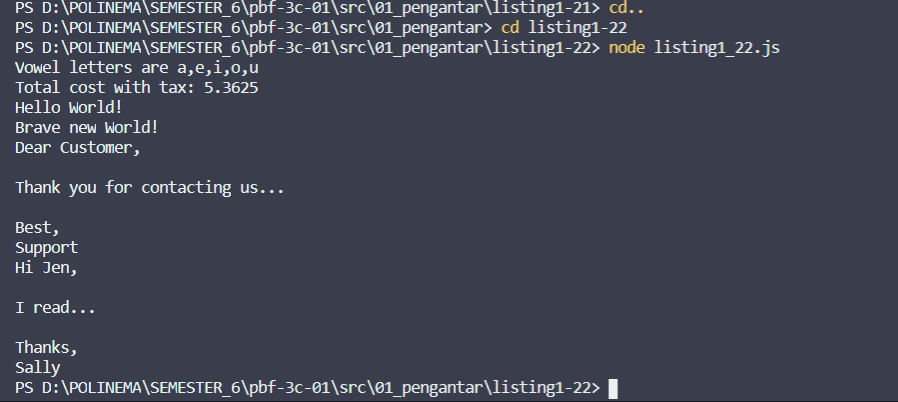 PS D:\POLINEMA\SEMESTER_6\pbf-3c-01\src\01_pengantar\listing1-21> cd..
PS D:\POLINEMA\SEMESTER_6\pbf-3c-01\src\01_pengantar> cd listing1-22
PS D:\POLINEMA\SEMESTER_6\pbf-3c-01\src\01_pengantar\listing1-22> node listing1_22.js
Vowel letters are a,e,i,o,u
Total cost with tax: 5.3625
Hello World!
Brave new World!
Dear Customer,
Thank you for contacting us...
Best,
Support
Hi Jen,
I read...
Thanks,
Sally
PS D:\POLINEMA\SEMESTER_6\pbf-3c-01\src\01_pengantar\listing1-22>